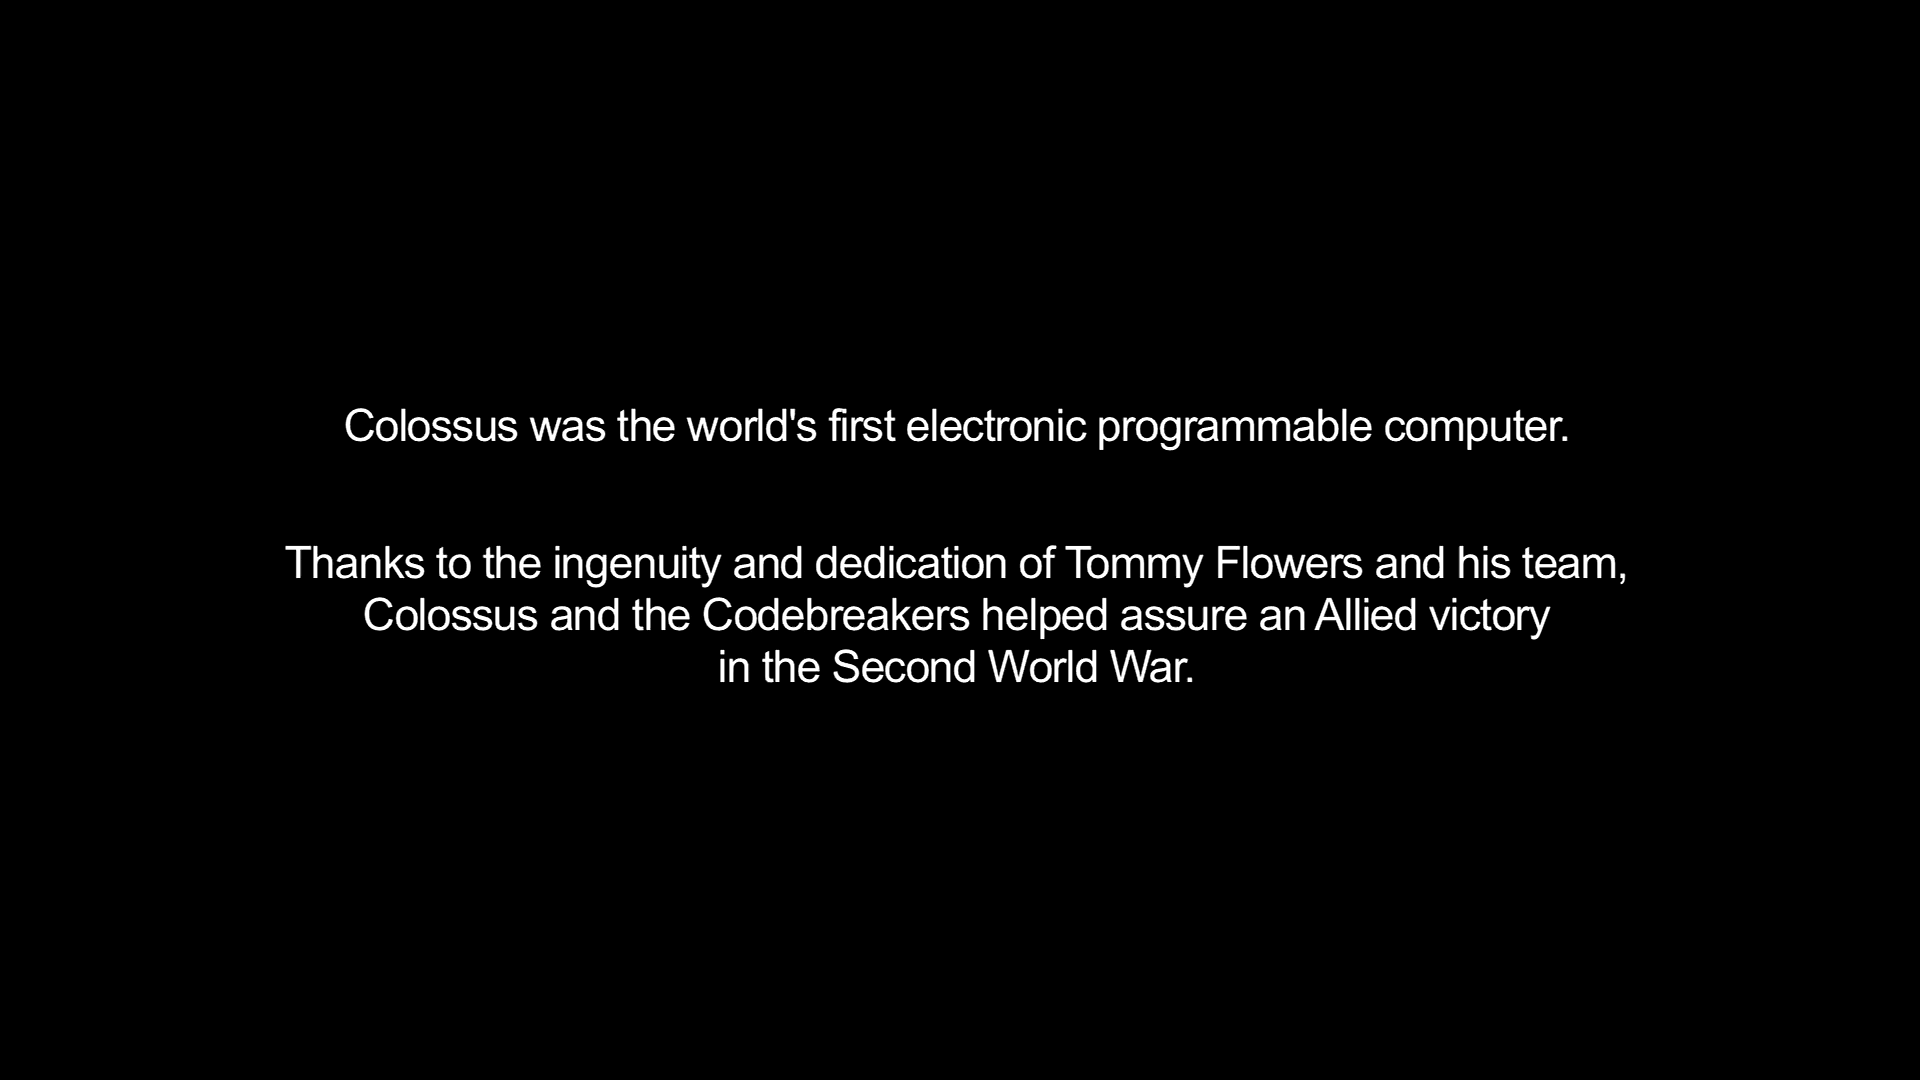 Colossus was the world's first electronic programmable computer.
Thanks to the ingenuity and dedication of Tommy Flowers and his team,
Colossus and the Codebreakers helped assure an Allied victory
in the Second World War.